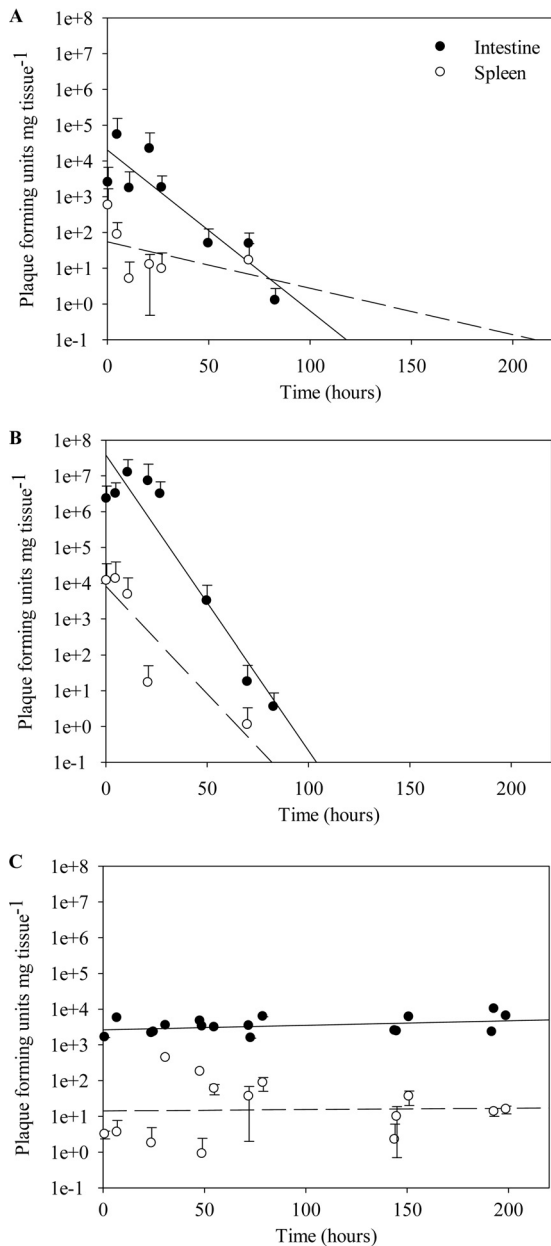 A
Plaque forming units mg tissue-1
1e+8
1e+7
1e+6
1e+5
1e+4
1e+3
1e+2
1e+1
1e+0
1e-1
Intestine
Spleen
0 50 100 150 200
Time (hours)
B
Plaque forming units mg tissue-1
1e+8
1e+7
1e+6
1e+5
1e+4
1e+3
1e+2
1e+1
1e+0
1e-1
0 50 100 150 200
Time (hours)
C
Plaque forming units mg tissue-1
1e+8
1e+7
1e+6
1e+5
1e+4
1e+3
1e+2
1e+1
1e+0
1e-1
0 50 100 150 200
Time (hours)